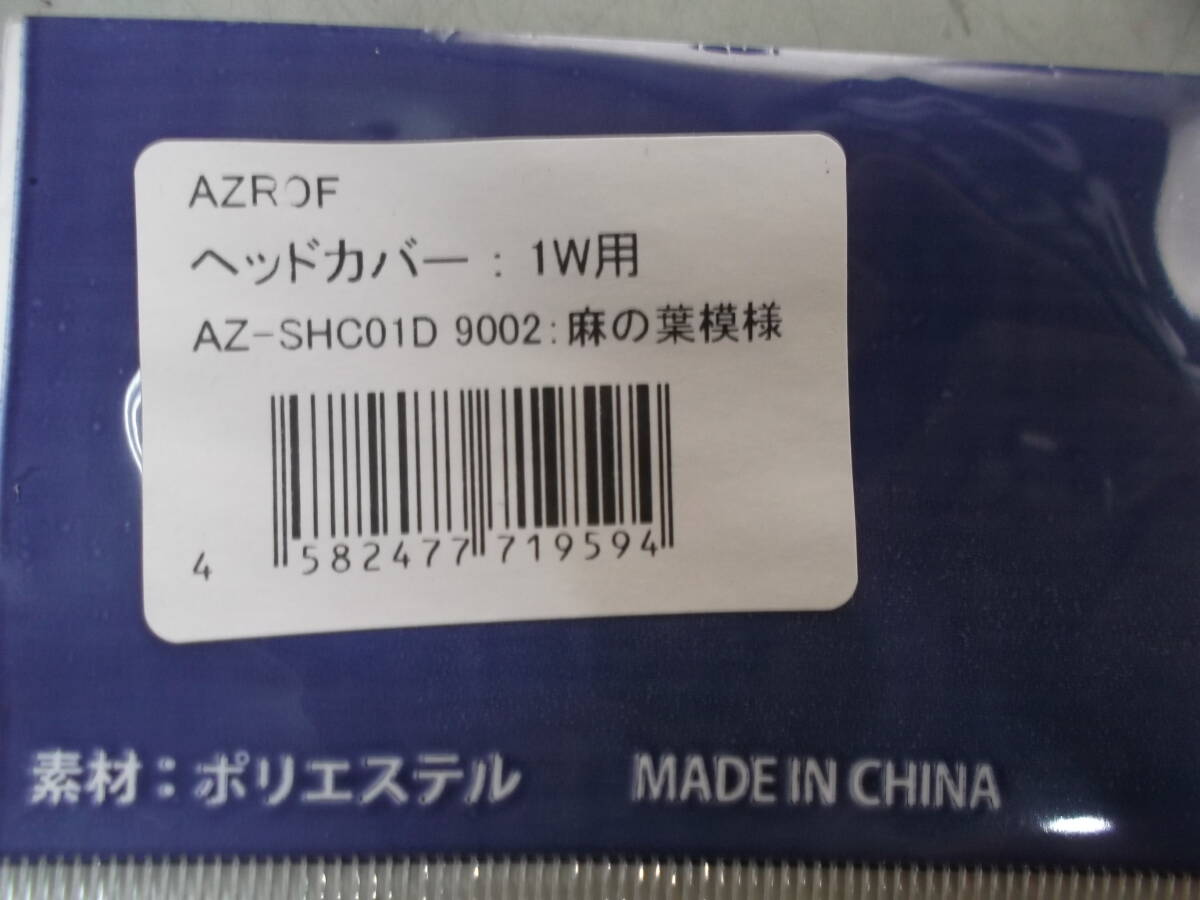 AZROF
ヘッドカバー : 1W用
AZ-SHC01D 9002:麻の葉模様
4 582477 719594
素材:ポリエステル MADE IN CHINA